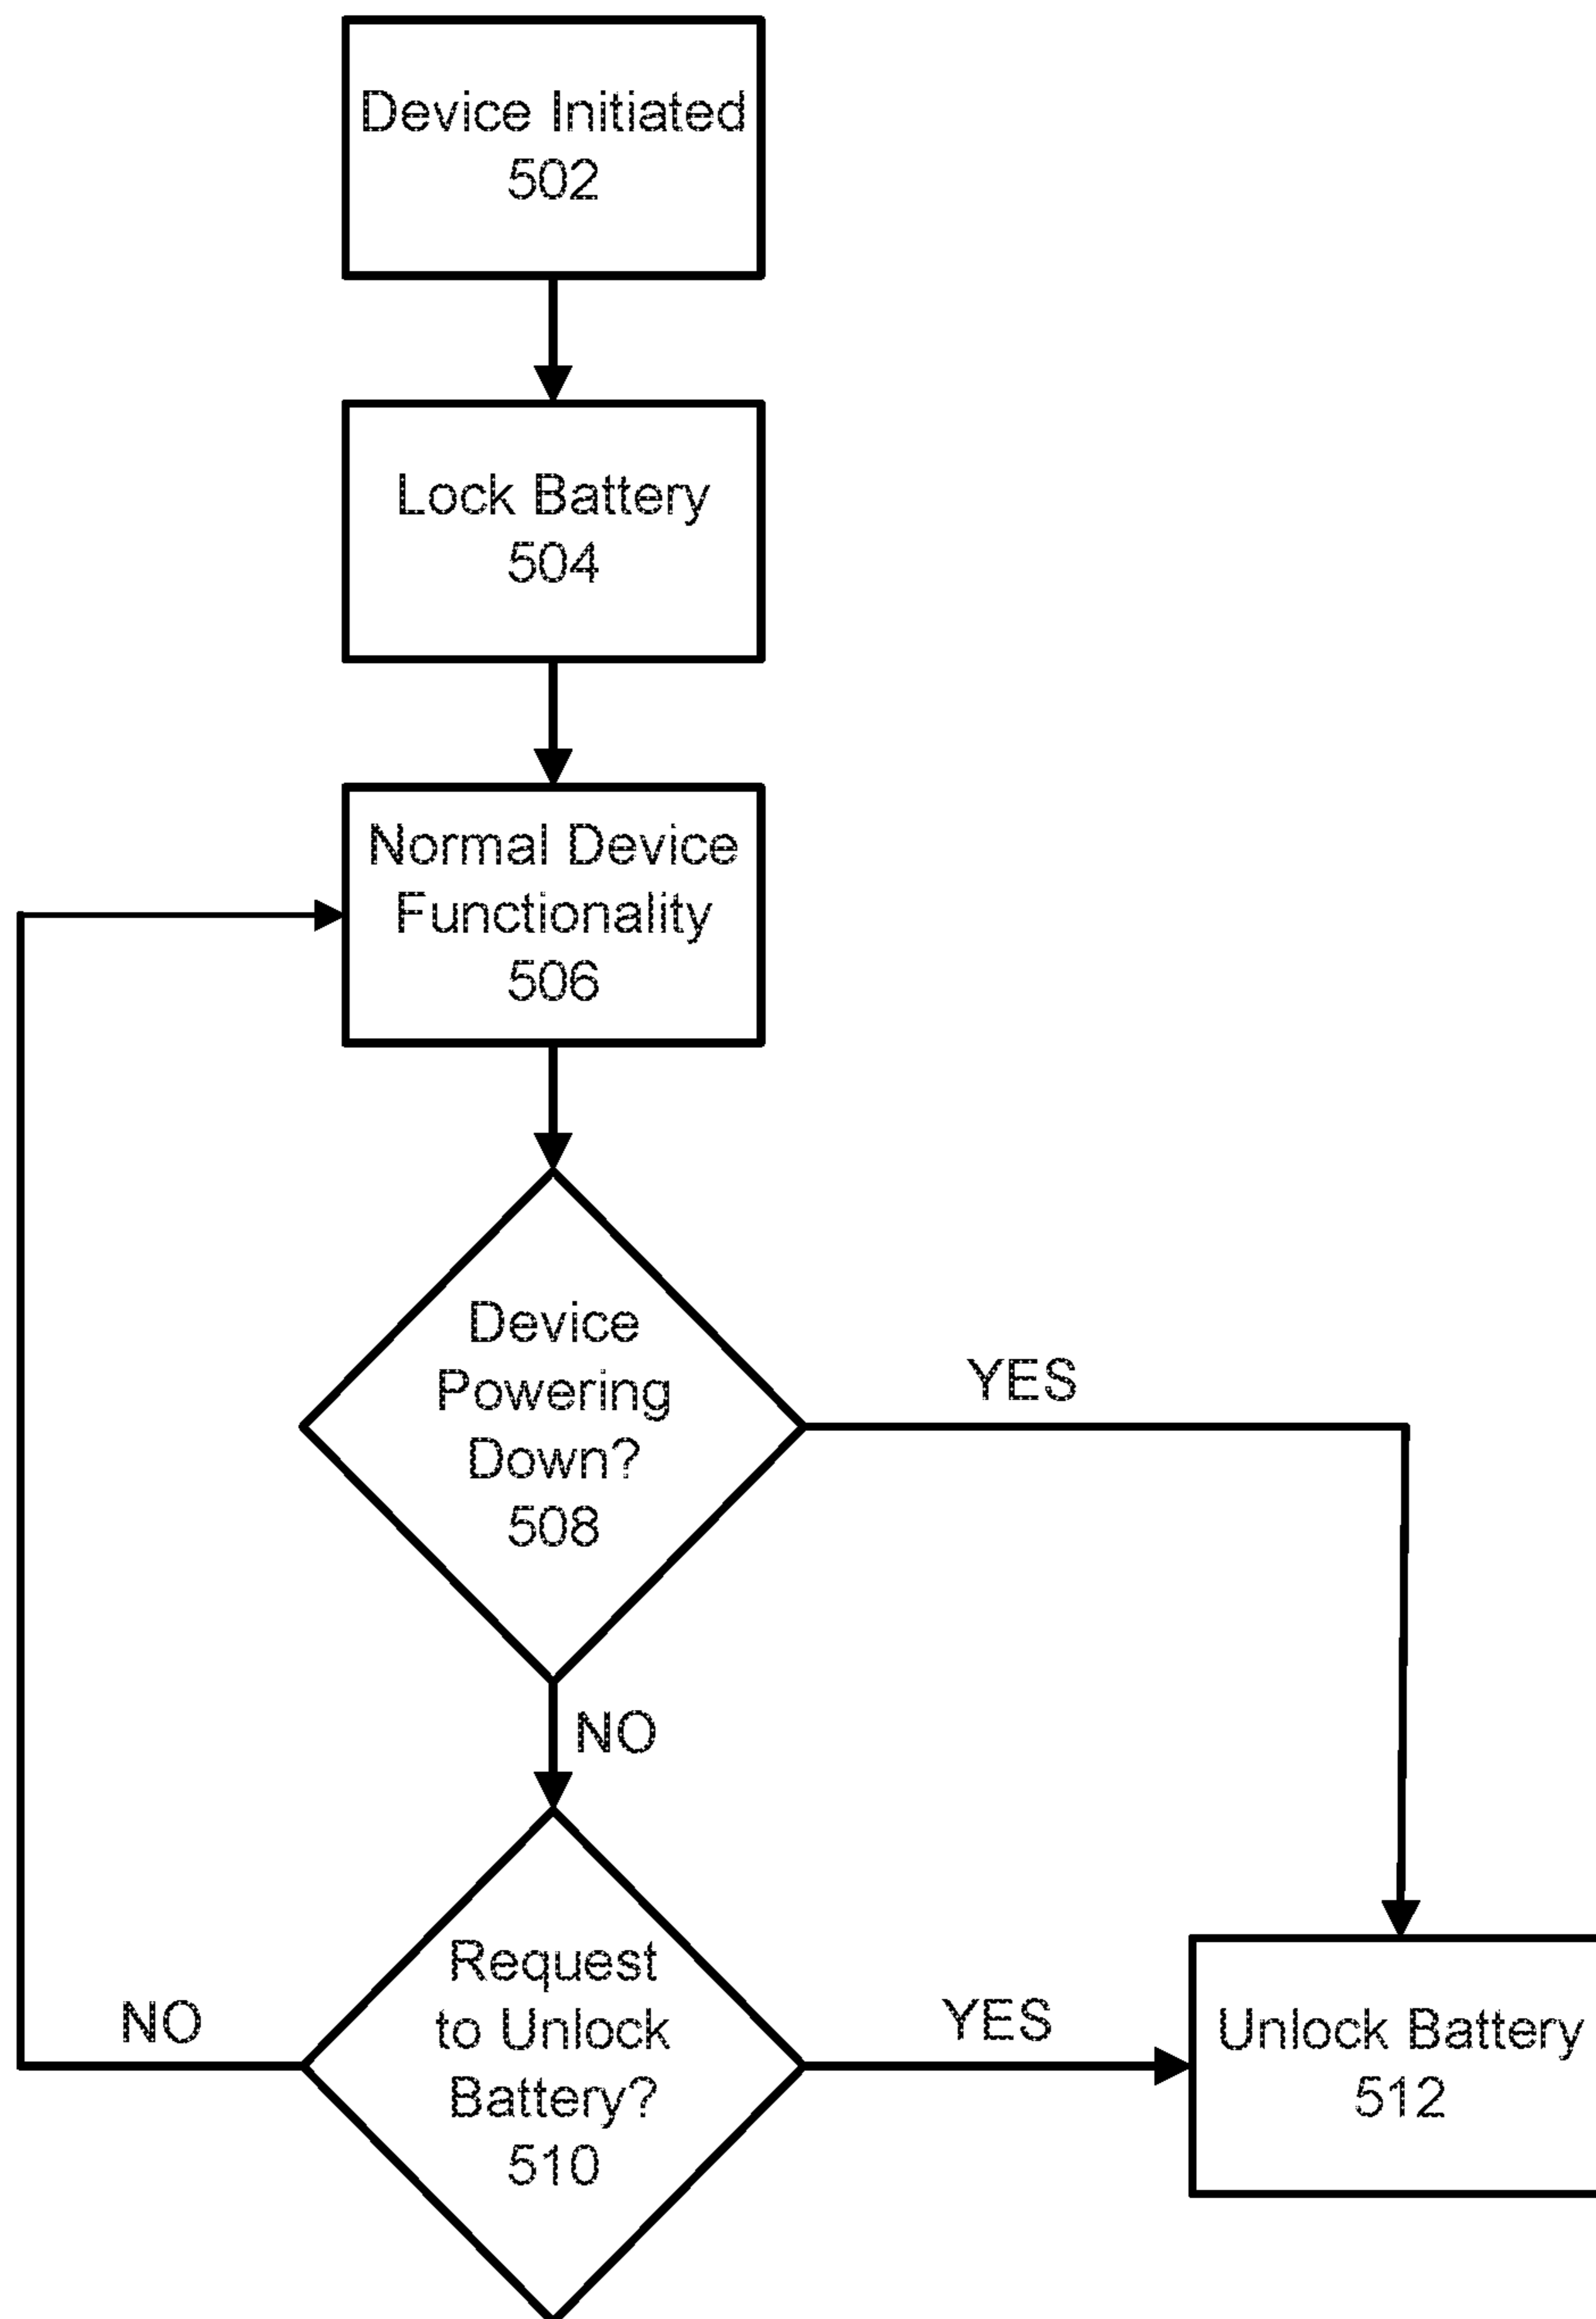 Device Initiated
502
Lock Battery
504
Normal Device
Functionality
506
Device
Powering
Down?
508
YES
NO
Request
to Unlock
Battery?
510
NO
YES
Unlock Battery
512